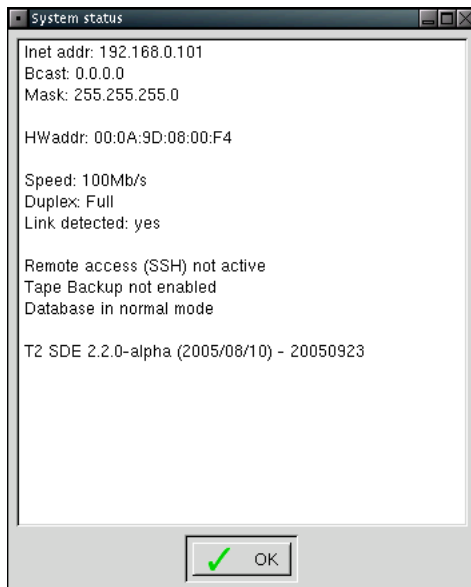 System status
Inet addr: 192.168.0.101
Bcast: 0.0.0.0
Mask: 255.255.255.0
HWaddr: 00:0A:9D:08:00:F4
Speed: 100Mb/s
Duplex: Full
Link detected: yes
Remote access (SSH) not active
Tape Backup not enabled
Database in normal mode
T2 SDE 2.2.0-alpha (2005/08/10) - 20050923
OK